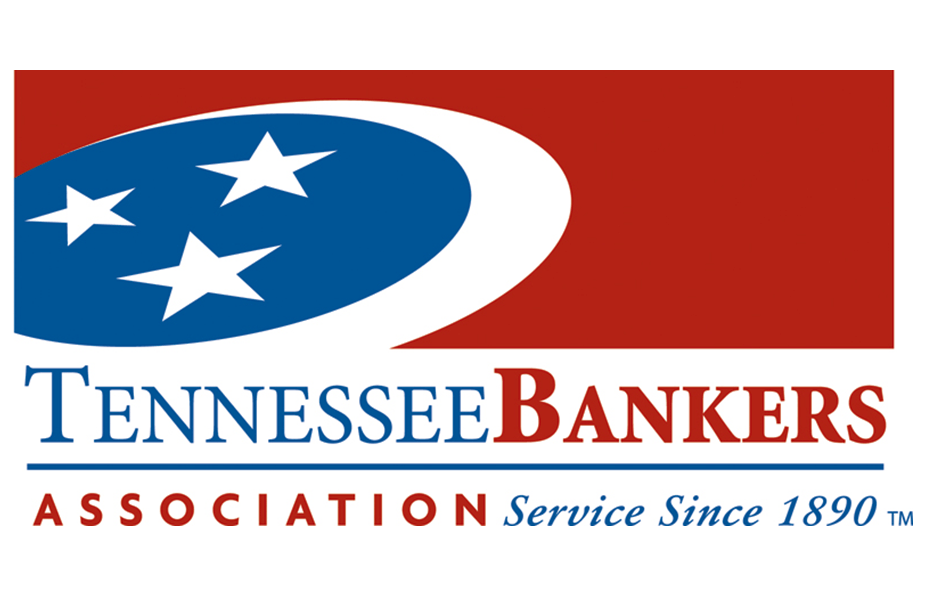 TENNESSEEBANKERS
ASSOCIATION Service Since 1890 TM